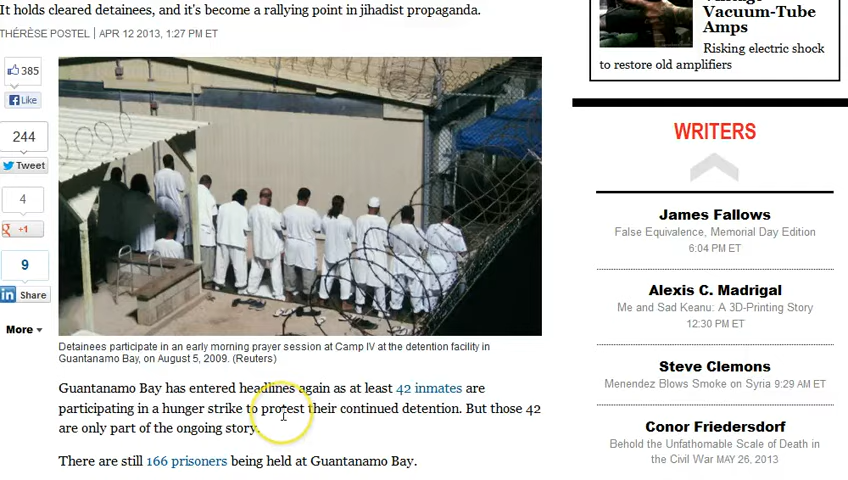 It holds cleared detainees, and it's become a rallying point in jihadist propaganda.
THÉRÈSE POSTEL | APR 12 2013, 1:27 PM ET
385
Like
244
Tweet
4
+1
9
in Share
More
Detainees participate in an early morning prayer session at Camp IV at the detention facility in
Guantanamo Bay, on August 5, 2009. (Reuters)
Guantanamo Bay has entered headlines again as at least 42 inmates are
participating in a hunger strike to protest their continued detention. But those 42
are only part of the ongoing story.
There are still 166 prisoners being held at Guantanamo Bay.
Vacuum-Tube
Amps
Risking electric shock
to restore old amplifiers
WRITERS
James Fallows
False Equivalence, Memorial Day Edition
6:04 PM ET
Alexis C. Madrigal
Me and Sad Keanu: A 3D-Printing Story
12:30 PM ET
Steve Clemons
Menendez Blows Smoke on Syria 9:29 AM ET
Conor Friedersdorf
Behold the Unfathomable Scale of Death in
the Civil War MAY 26, 2013